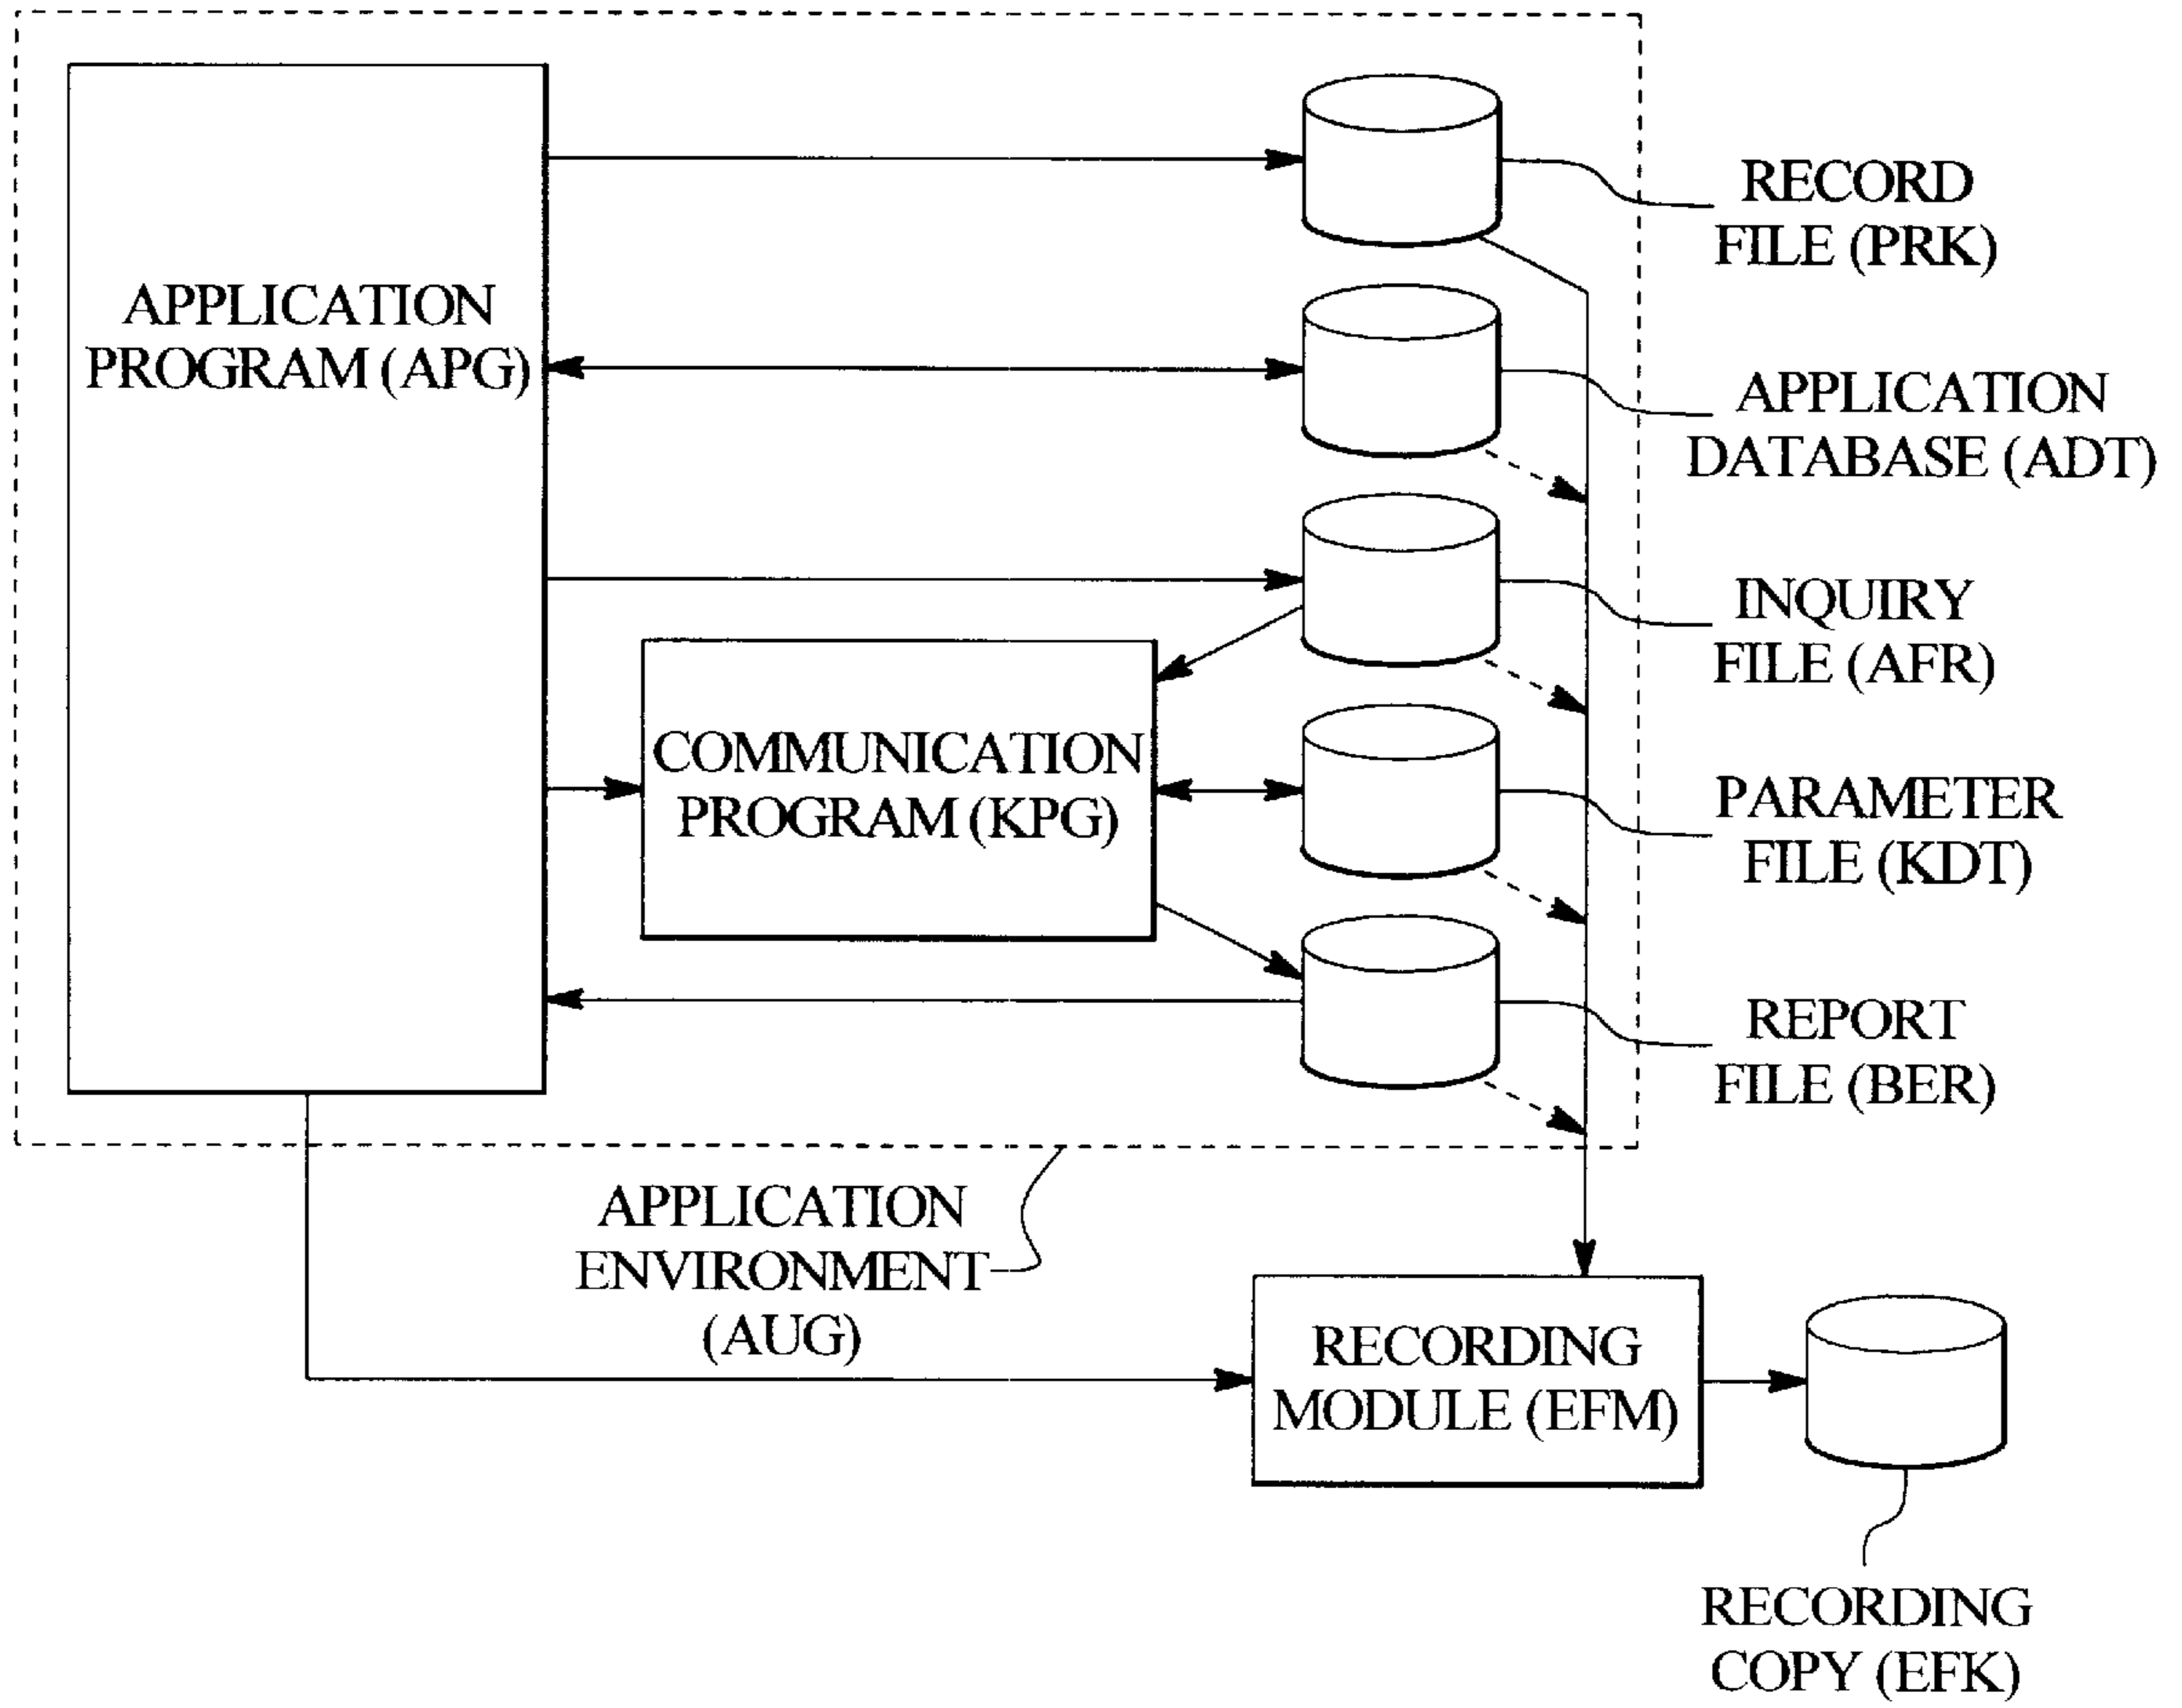 APPLICATION
PROGRAM (APG)
RECORD
FILE (PRK)
APPLICATION
DATABASE (ADT)
INQUIRY
FILE (AFR)
COMMUNICATION
PROGRAM (KPG)
PARAMETER
FILE (KDT)
REPORT
FILE (BER)
APPLICATION
ENVIRONMENT
(AUG)
RECORDING
MODULE (EFM)
RECORDING
COPY (EFK)